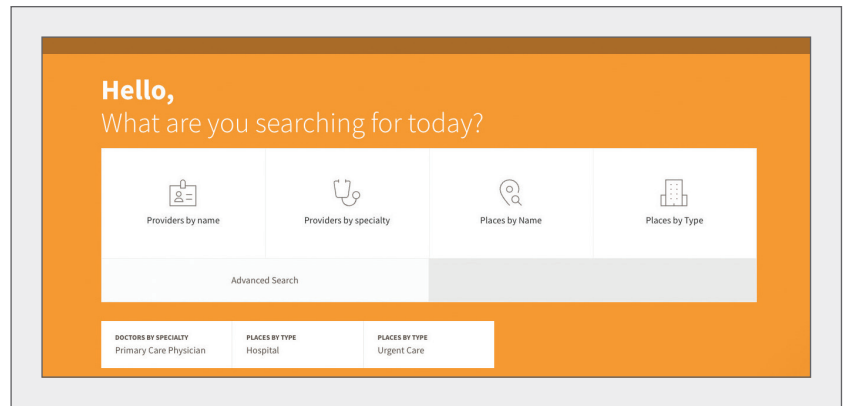 Hello,
What are you searching for today?
Providers by name
Providers by specialty
Places by Name
Places by Type
Advanced Search
DOCTORS BY SPECIALTY
Primary Care Physician
PLACES BY TYPE
Hospital
PLACES BY TYPE
Urgent Care